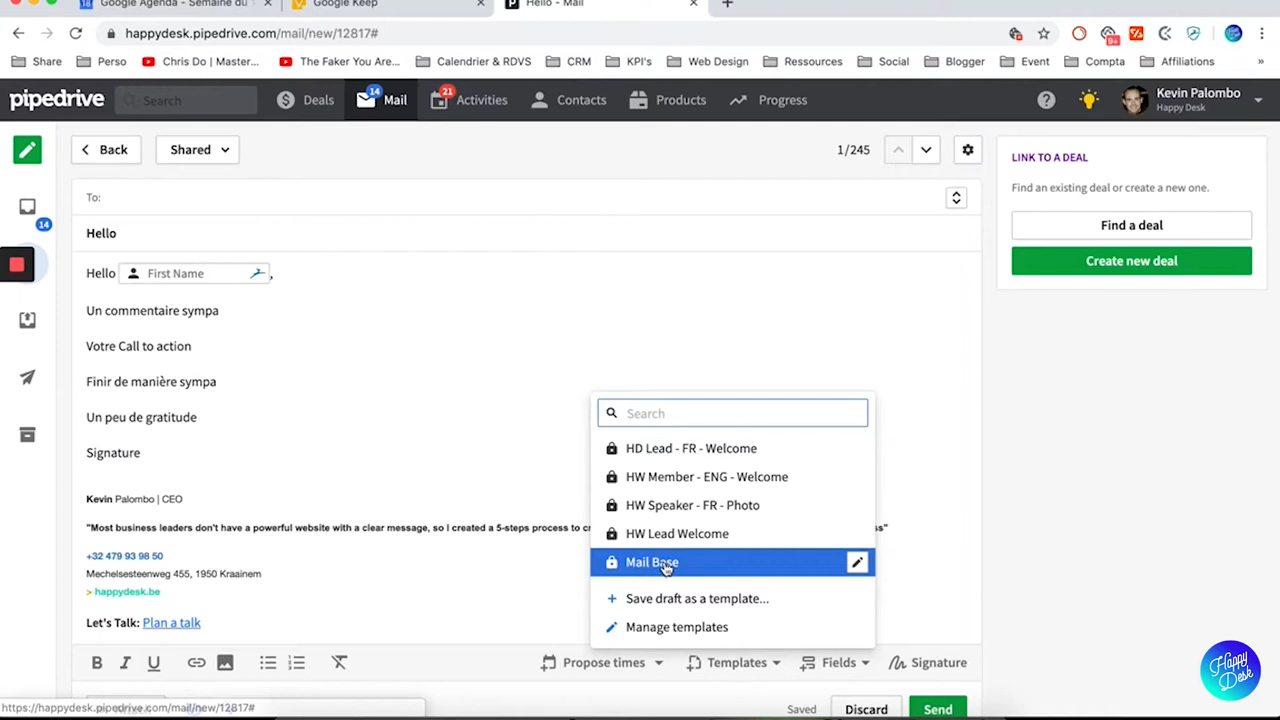 Google Agenda - Semaine du
Google Keep
Hello - Mail
happydesk.pipedrive.com/mail/new/12817#
9+
Share
Perso
Chris Do | Master...
The Faker You Are...
Calendrier & RDVS
CRM
KPI's
Web Design
Ressources
Social
Blogger
Event
Compta
Affiliations
»
pipedrive
Search
Deals
14
Mail
21
Activities
Contacts
Products
Progress
Kevin Palombo
Happy Desk
Back
Shared
1/245
14
To:
Hello
Hello First Name ,
Un commentaire sympa
Votre Call to action
Finir de manière sympa
Un peu de gratitude
Signature
Kevin Palombo | CEO
"Most business leaders don't have a powerful website with a clear message, so I created a 5-steps process to
+32 479 93 98 50
Mechelsesteenweg 455, 1950 Kraainem
> happydesk.be
Let's Talk: Plan a talk
Search
HD Lead - FR - Welcome
HW Member - ENG - Welcome
HW Speaker - FR - Photo
HW Lead Welcome
Mail Base
+ Save draft as a template...
Manage templates
B I U
Propose times
Templates
Fields
Signature
Saved
Discard
Send
https://happydesk.pipedrive.com/mail/new/12817#
LINK TO A DEAL
Find an existing deal or create a new one.
Find a deal
Create new deal
Happy
Desk